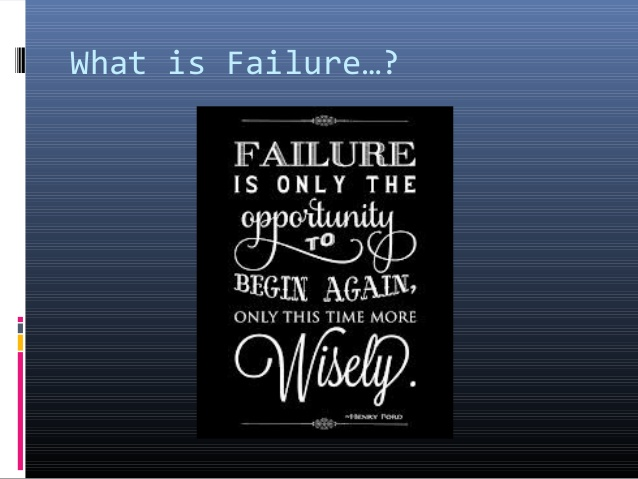 What is Failure…?
FAILURE
IS ONLY THE
opportunity
TO
BEGIN AGAIN,
ONLY THIS TIME MORE
Wisely.
~HENRY FORD